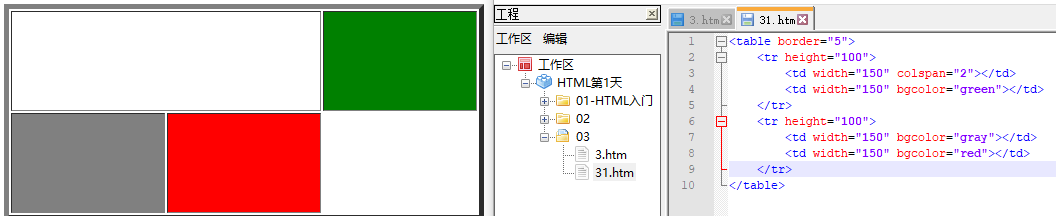 工程
工作区 编辑
工作区
HTML第1天
01-HTML入门
02
03
3.htm
31.htm
3.htm 31.htm
1 <table border="5">
2 <tr height="100">
3 <td width="150" colspan="2"></td>
4 <td width="150" bgcolor="green"></td>
5 </tr>
6 <tr height="100">
7 <td width="150" bgcolor="gray"></td>
8 <td width="150" bgcolor="red"></td>
9 </tr>
10 </table>